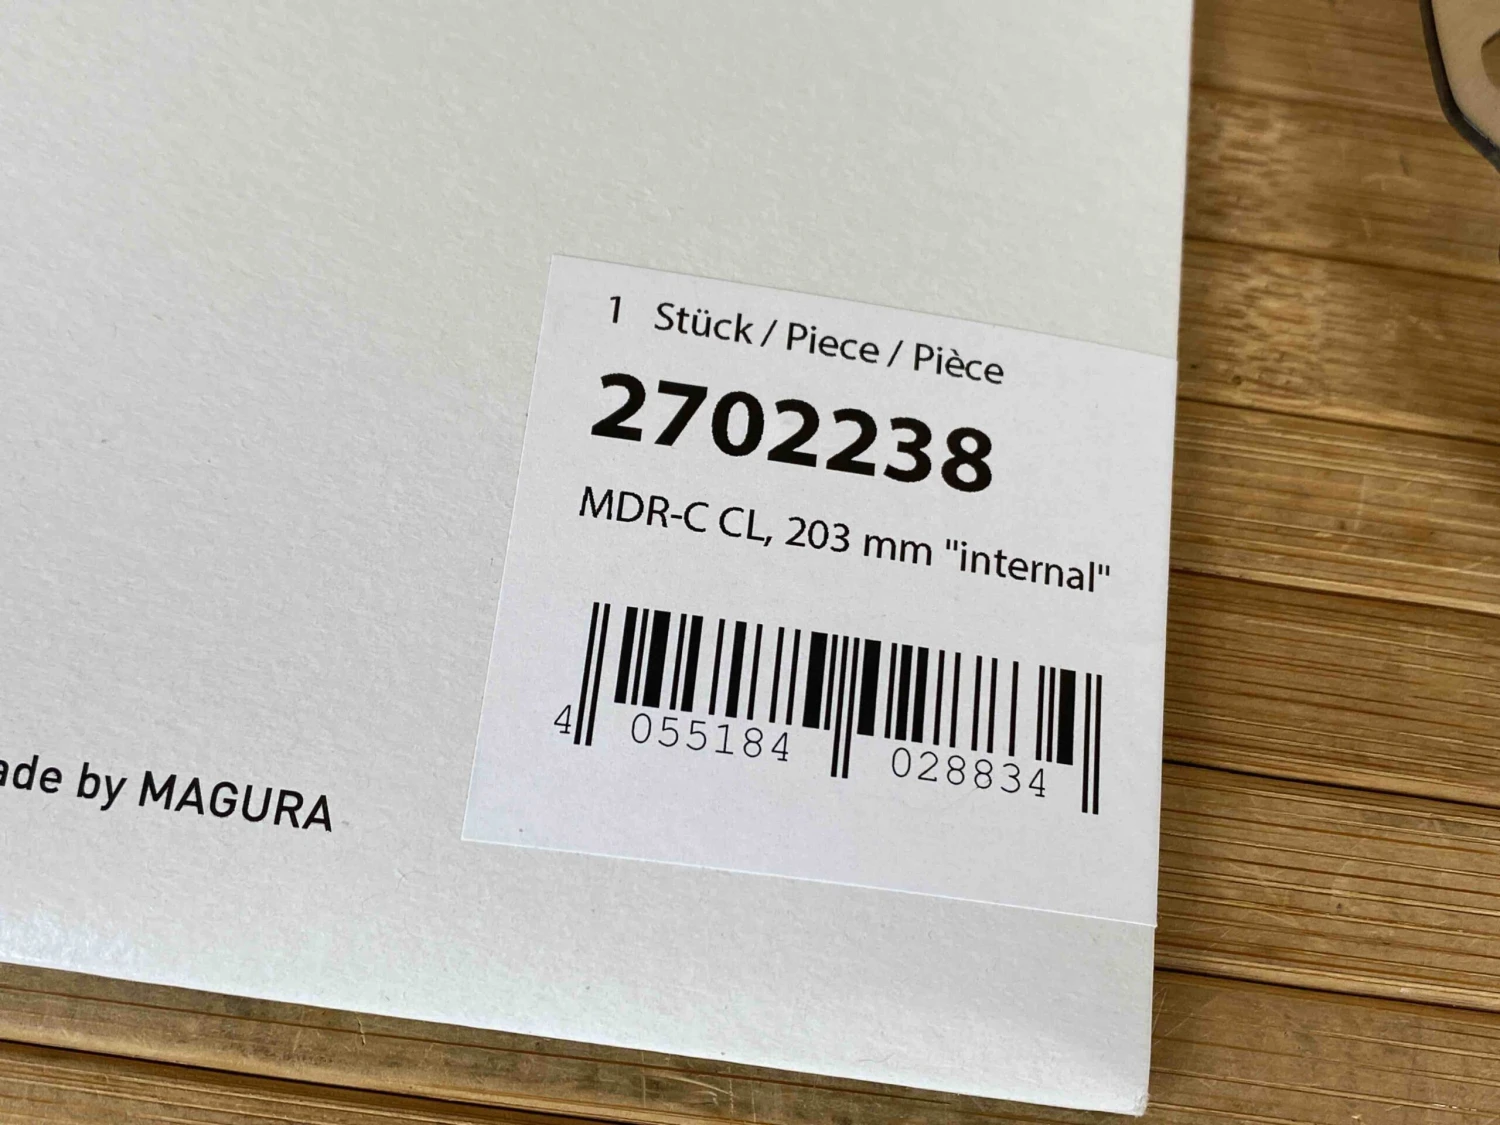 1 Stück / Piece / Pièce
2702238
MDR-C CL, 203 mm "internal"
4 055184 028834
ade by MAGURA